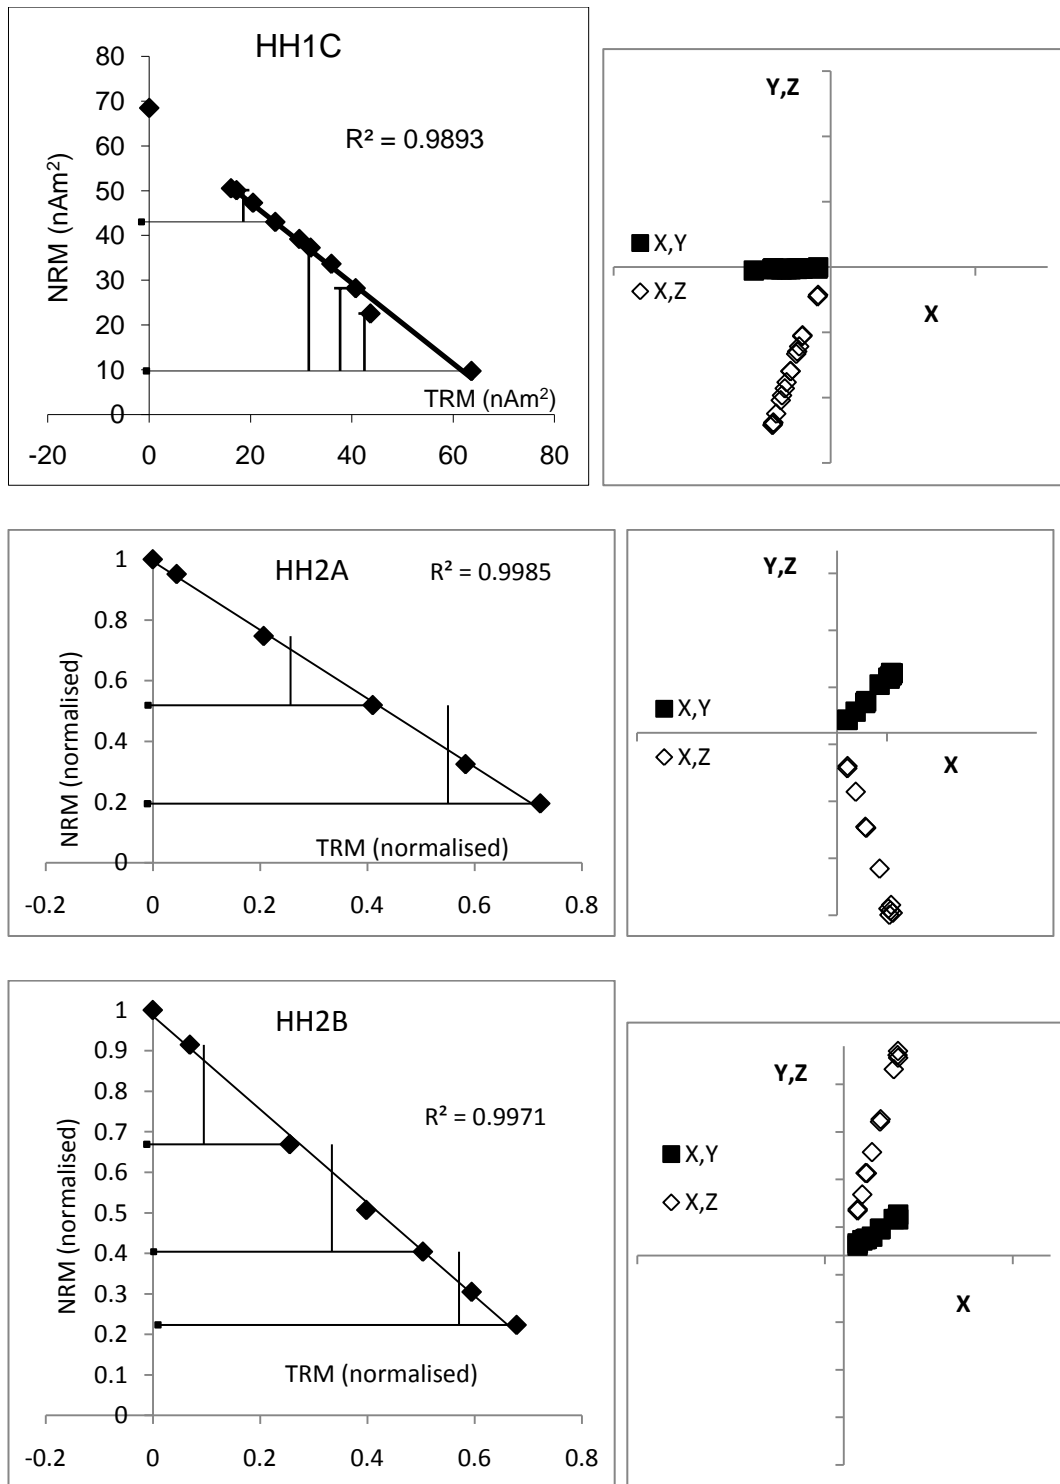 HH1C
80
70
60
50
40
30
20
10
0
NRM (nAm²)
R² = 0.9893
TRM (nAm²)
-20 0 20 40 60 80
Y,Z
X,Y
X,Z
X
HH2A
R² = 0.9985
1
0.8
0.6
0.4
0.2
0
NRM (normalised)
TRM (normalised)
-0.2 0 0.2 0.4 0.6 0.8
Y,Z
X,Y
X,Z
X
HH2B
R² = 0.9971
1
0.9
0.8
0.7
0.6
0.5
0.4
0.3
0.2
0.1
0
NRM (normalised)
TRM (normalised)
-0.2 0 0.2 0.4 0.6 0.8
Y,Z
X,Y
X,Z
X